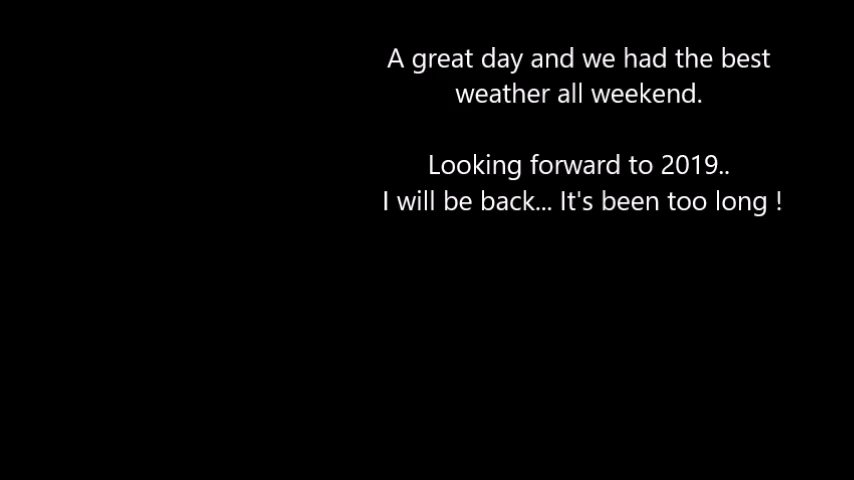 A great day and we had the best
weather all weekend.
Looking forward to 2019..
I will be back... It's been too long !